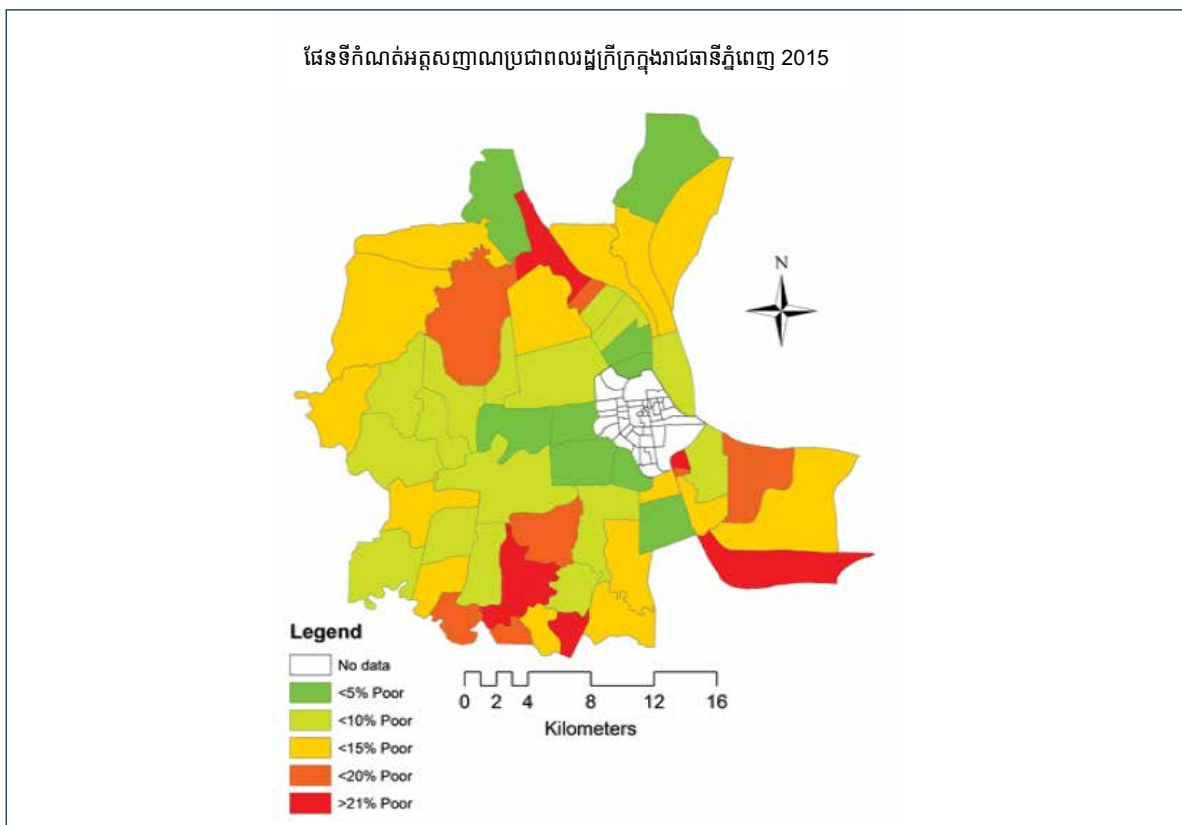 ផែនទីកំណត់អត្តសញ្ញាណប្រជាពលរដ្ឋក្រីក្រក្នុងរាជធានីភ្នំពេញ 2015
N
Legend
No data
<5% Poor
<10% Poor
<15% Poor
<20% Poor
>21% Poor
0 2 4 8 12 16
Kilometers